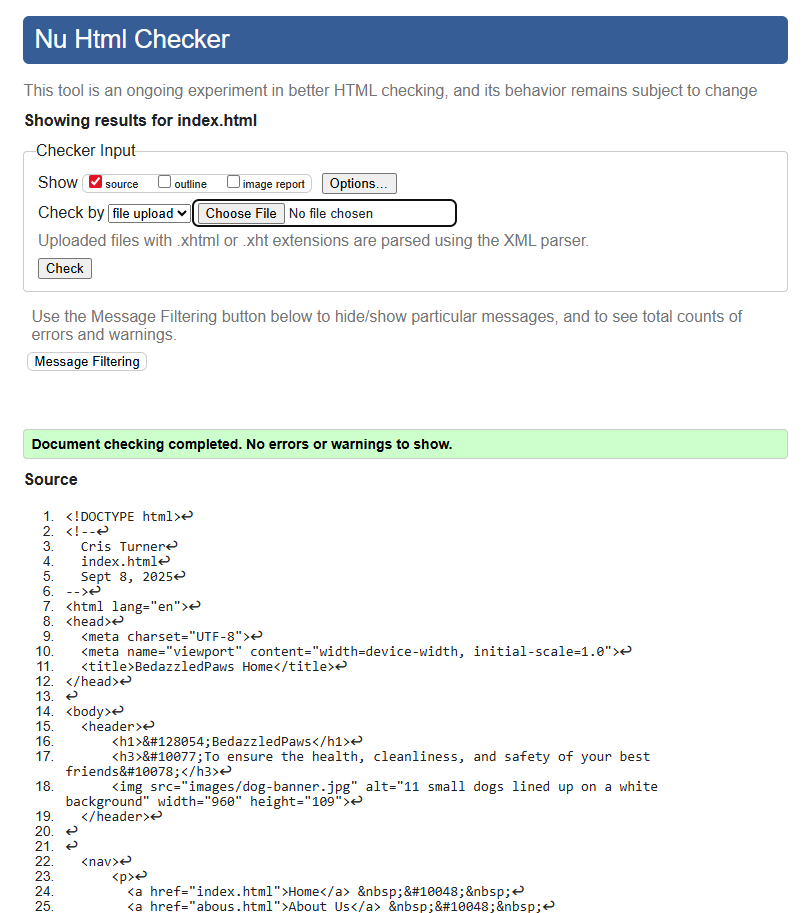 Nu Html Checker
This tool is an ongoing experiment in better HTML checking, and its behavior remains subject to change
Showing results for index.html
Checker Input
Show source outline image report Options...
Check by file upload Choose File No file chosen
Uploaded files with .xhtml or .xht extensions are parsed using the XML parser.
Check
Use the Message Filtering button below to hide/show particular messages, and to see total counts of
errors and warnings.
Message Filtering
Document checking completed. No errors or warnings to show.
Source
1. <!DOCTYPE html>↩
2. <!--↩
3.   Cris Turner↩
4.   index.html↩
5.   Sept 8, 2025↩
6. -->↩
7. <html lang="en">↩
8. <head>↩
9.   <meta charset="UTF-8">↩
10.   <meta name="viewport" content="width=device-width, initial-scale=1.0">↩
11.   <title>BedazzledPaws Home</title>↩
12. </head>↩
13. ↩
14. <body>↩
15.   <header>↩
16.       <h1>&#128054;BedazzledPaws</h1>↩
17.       <h3>&#10077;To ensure the health, cleanliness, and safety of your best
friends&#10078;</h3>↩
18.       <img src="images/dog-banner.jpg" alt="11 small dogs lined up on a white
background" width="960" height="109">↩
19.   </header>↩
20. ↩
21. ↩
22.   <nav>↩
23.       <p>↩
24.         <a href="index.html">Home</a> &nbsp;&#10048;&nbsp;↩
25.         <a href="abous.html">About Us</a> &nbsp;&#10048;&nbsp;↩